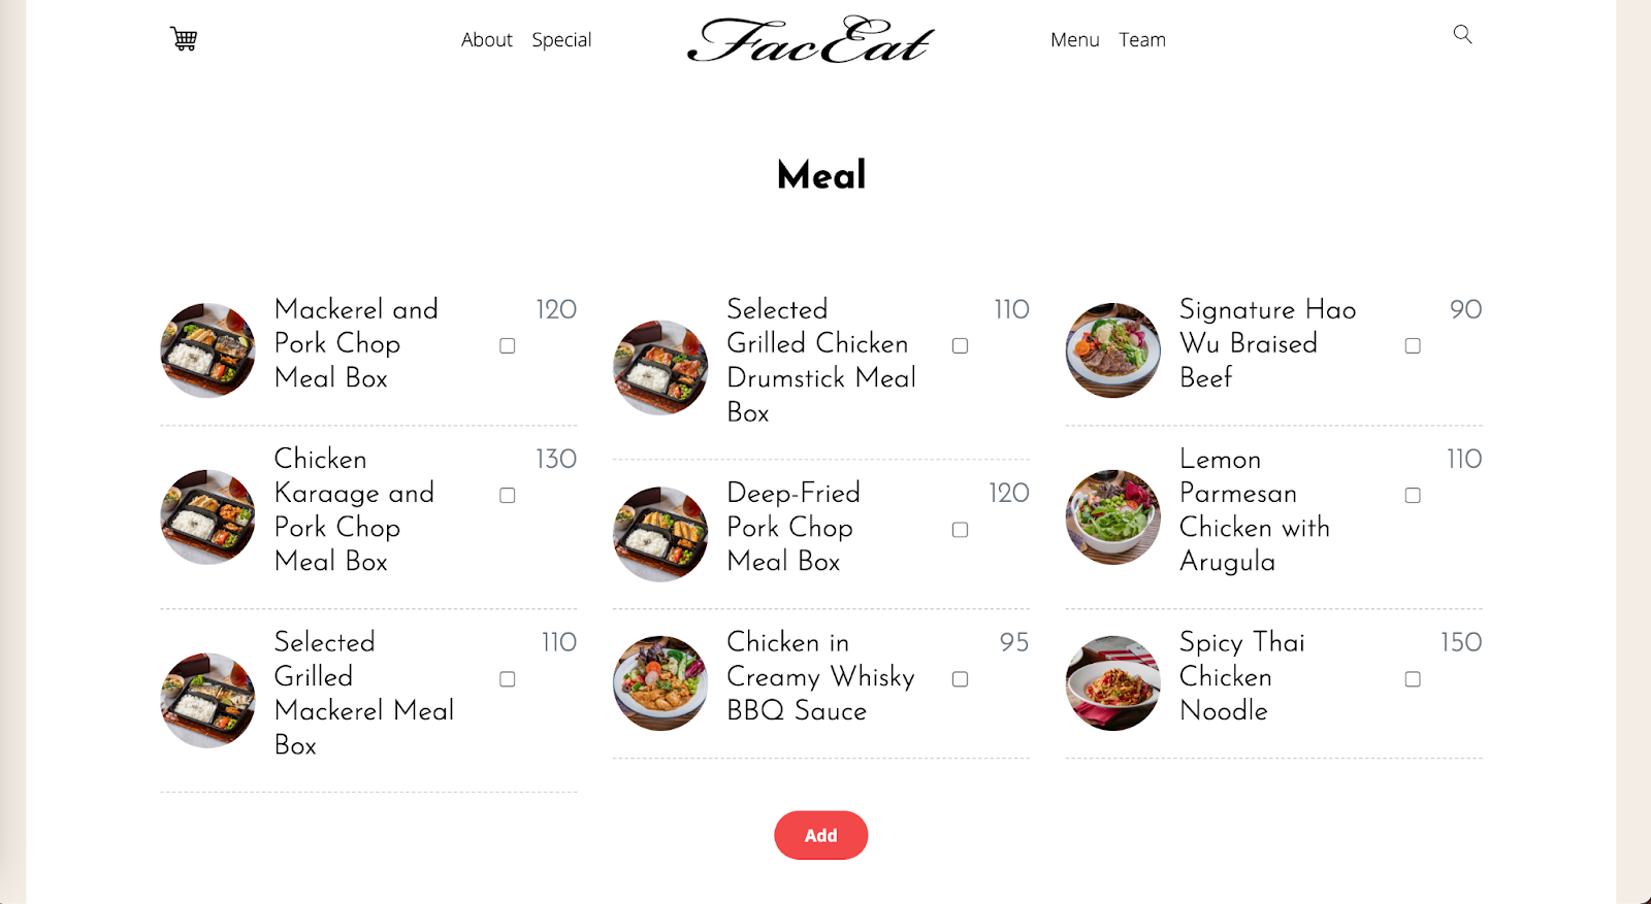 About Special FacEat Menu Team
Meal
Mackerel and 120
Pork Chop
Meal Box
Chicken 130
Karaage and
Pork Chop
Meal Box
Selected 110
Grilled
Mackerel Meal
Box
Selected 110
Grilled Chicken
Drumstick Meal
Box
Deep-Fried 120
Pork Chop
Meal Box
Chicken in 95
Creamy Whisky
BBQ Sauce
Signature Hao 90
Wu Braised
Beef
Lemon 110
Parmesan
Chicken with
Arugula
Spicy Thai 150
Chicken
Noodle
Add